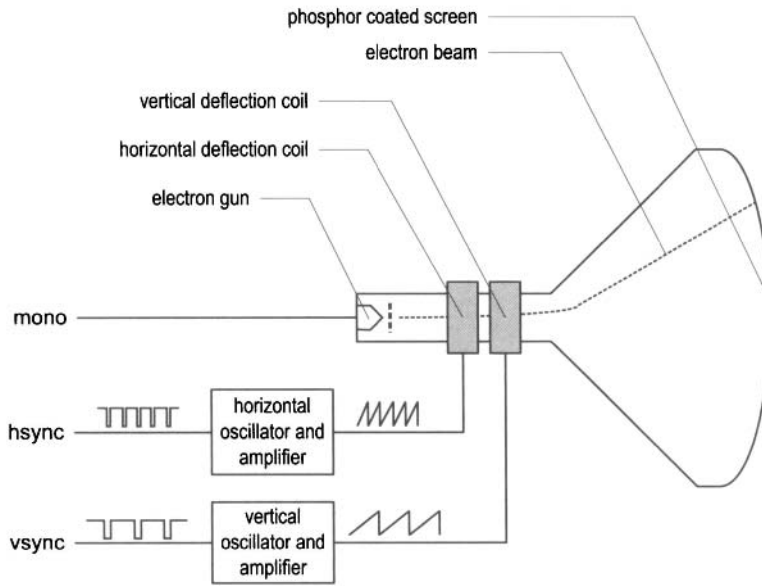 phosphor coated screen
electron beam
vertical deflection coil
horizontal deflection coil
electron gun
mono
hsync
horizontal
oscillator and
amplifier
vsync
vertical
oscillator and
amplifier